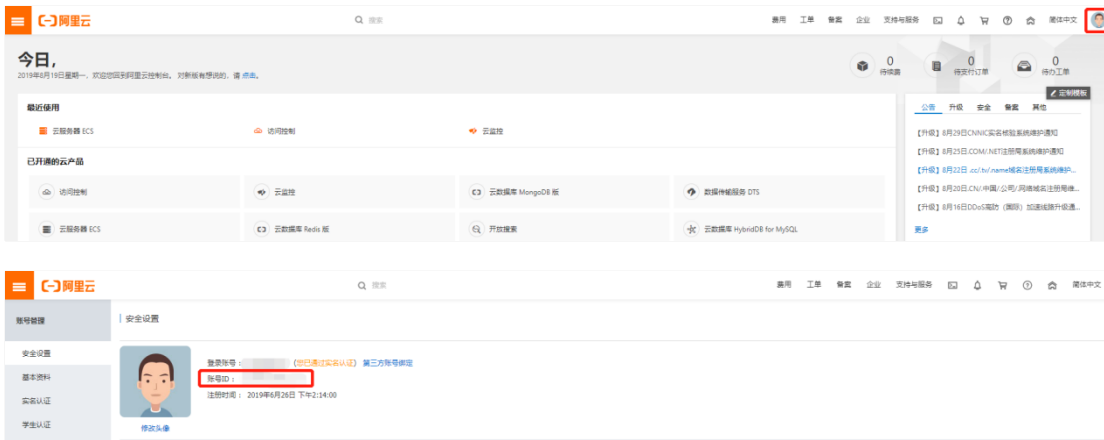 阿里云 搜索 费用 工单 备案 企业 支持与服务 简体中文
今日，
2019年8月19日星期一，欢迎您回到阿里云控制台。 对新版有想说的，请 点击。
0 待续费 0 待支付订单 0 待办工单
定制模板
最近使用
云服务器 ECS 访问控制 云监控
已开通的云产品
访问控制 云监控 云数据库 MongoDB 版 数据传输服务 DTS
云服务器 ECS 云数据库 Redis 版 开放搜索 云数据库 HybridDB for MySQL
公告 升级 安全 备案 其他
【升级】8月29日CNNIC实名核验系统维护通知
【升级】8月25日.COM/.NET注册局系统维护通知
【升级】8月22日 .cc/.tv/.name域名注册局系统维护...
【升级】8月20日.CN/.中国/.公司/.网络域名注册局维...
【升级】8月16日DDoS高防（国际）加速线路升级通...
更多
阿里云 搜索 费用 工单 备案 企业 支持与服务 简体中文
账号管理
安全设置
基本资料
实名认证
学生认证
安全设置
登录账号： （您已通过实名认证） 第三方账号绑定
账号ID：
注册时间： 2019年6月26日 下午2:14:00
修改头像